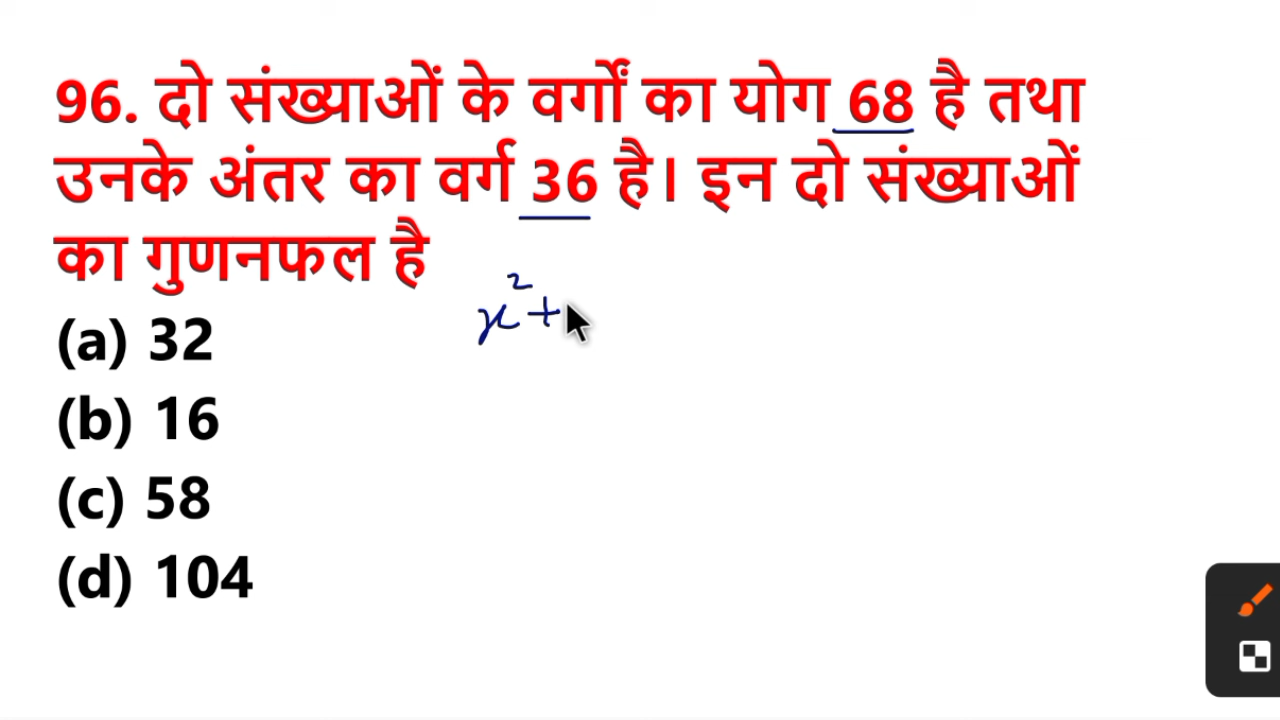 96. दो संख्याओं के वर्गों का योग 68 है तथा
उनके अंतर का वर्ग 36 है। इन दो संख्याओं
का गुणनफल है
x²+
(a) 32
(b) 16
(c) 58
(d) 104